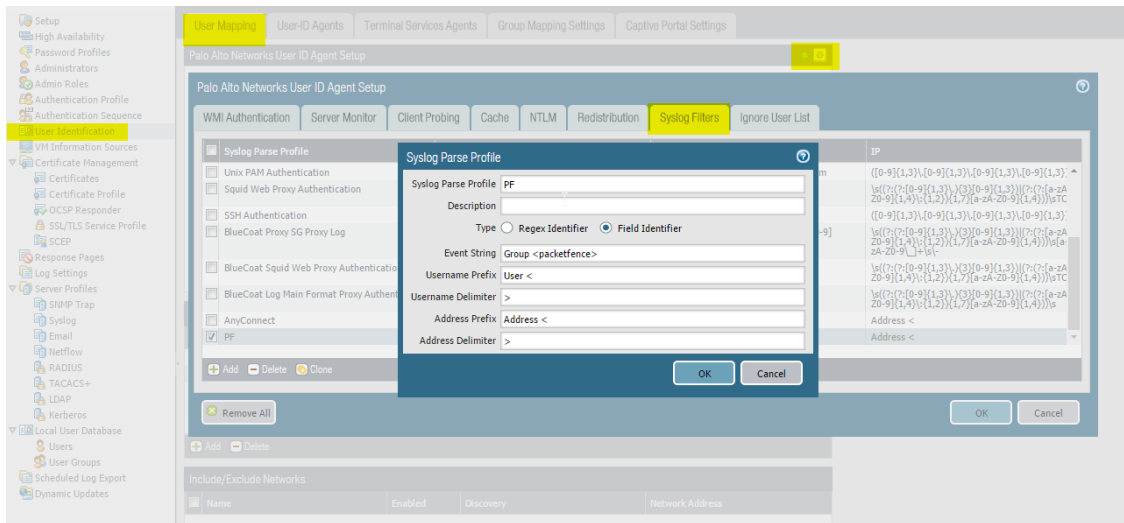 Setup
High Availability
Password Profiles
Administrators
Admin Roles
Authentication Profile
Authentication Sequence
User Identification
VM Information Sources
Certificate Management
Certificates
Certificate Profile
OCSP Responder
SSL/TLS Service Profile
SCEP
Response Pages
Log Settings
Server Profiles
SNMP Trap
Syslog
Email
Netflow
RADIUS
TACACS+
LDAP
Kerberos
Local User Database
Users
User Groups
Scheduled Log Export
Dynamic Updates
User Mapping User-ID Agents Terminal Services Agents Group Mapping Settings Captive Portal Settings
Palo Alto Networks User ID Agent Setup
Palo Alto Networks User ID Agent Setup
WMI Authentication Server Monitor Client Probing Cache NTLM Redistribution Syslog Filters Ignore User List
Syslog Parse Profile IP
Unix PAM Authentication
Squid Web Proxy Authentication
SSH Authentication
BlueCoat Proxy SG Proxy Log
BlueCoat Squid Web Proxy Authenticatio
BlueCoat Log Main Format Proxy Authent
AnyConnect Address <
PF Address <
Add Delete Clone
Remove All
OK Cancel
Syslog Parse Profile
Syslog Parse Profile PF
Description
Type Regex Identifier Field Identifier
Event String Group <packetfence>
Username Prefix User <
Username Delimiter >
Address Prefix Address <
Address Delimiter >
OK Cancel
Add Delete
Include/Exclude Networks
Name Enabled Discovery Network Address